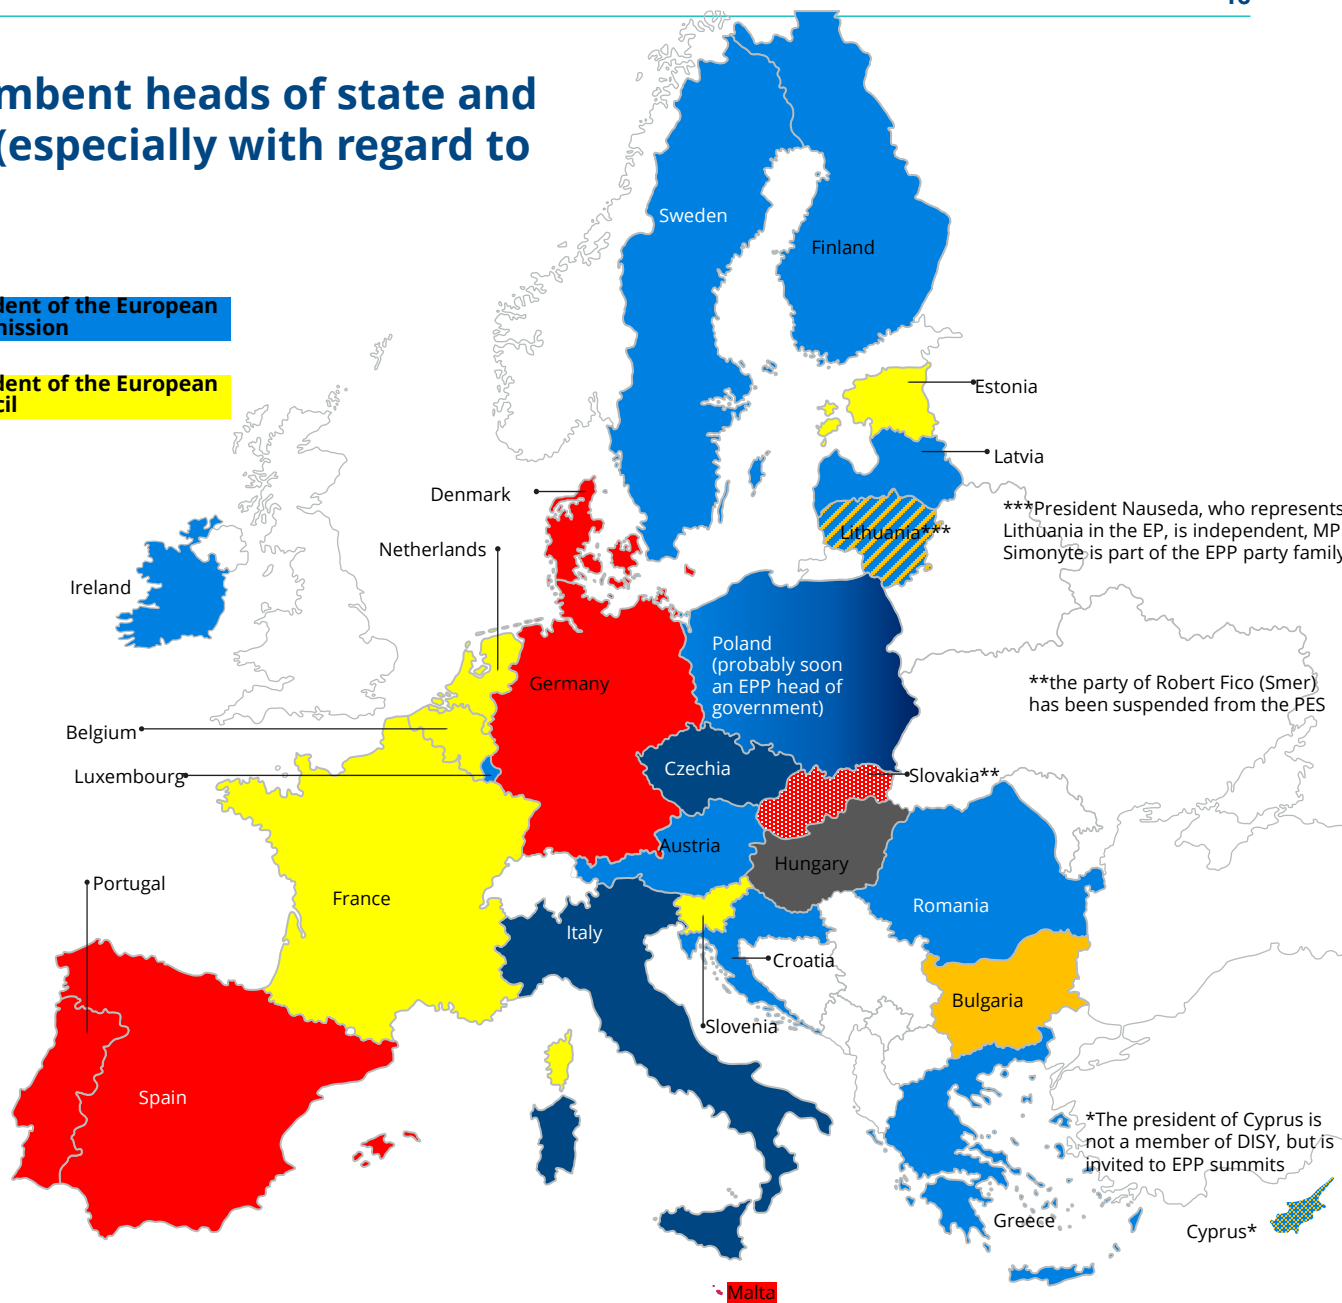 mbent heads of state and
(especially with regard to
dent of the European
nission
dent of the European
cil
Sweden
Finland
Estonia
Latvia
Denmark
Netherlands
Ireland
Lithuania***
***President Nauseda, who represents
Lithuania in the EP, is independent, MP
Simonytė is part of the EPP party family
Poland
(probably soon
an EPP head of
government)
Germany
**the party of Robert Fico (Smer)
has been suspended from the PES
Belgium
Luxembourg
Czechia
Slovakia**
Austria
Hungary
Portugal
France
Italy
Romania
Croatia
Bulgaria
Slovenia
Spain
*The president of Cyprus is
not a member of DISY, but is
invited to EPP summits
Greece
Cyprus*
Malta